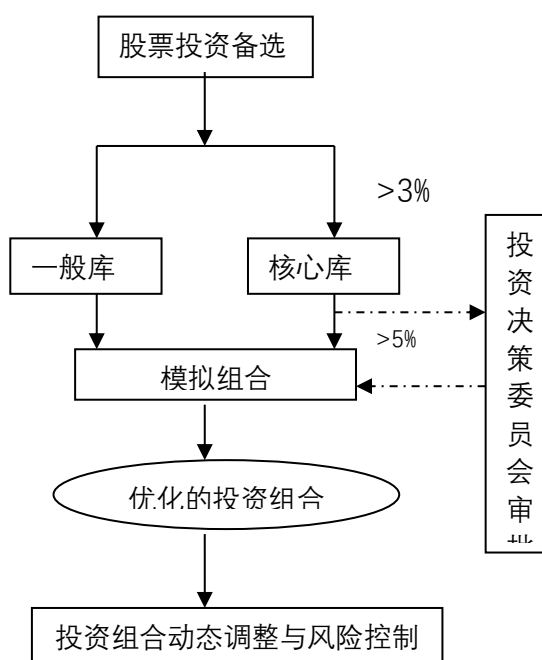 股票投资备选
>3%
一般库
核心库
投
资
决
策
委
员
会
审
>5%
模拟组合
优化的投资组合
投资组合动态调整与风险控制